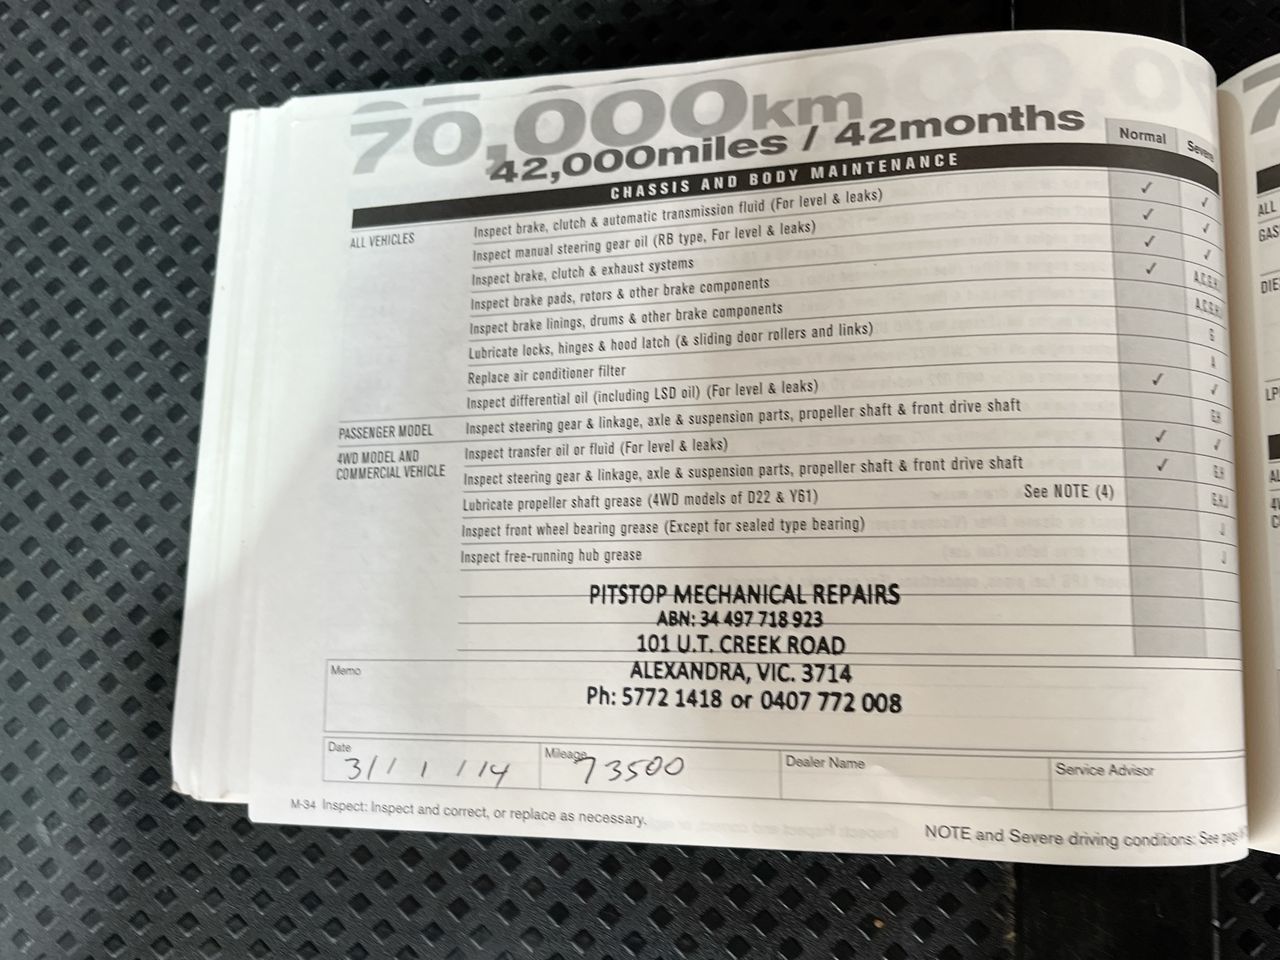 70,000km
42,000miles / 42months
Normal
Severe
CHASSIS AND BODY MAINTENANCE
ALL VEHICLES
Inspect brake, clutch & automatic transmission fluid (For level & leaks) ✓ ✓
Inspect manual steering gear oil (RB type, For level & leaks) ✓ ✓
Inspect brake, clutch & exhaust systems ✓ ✓
Inspect brake pads, rotors & other brake components ✓
Inspect brake linings, drums & other brake components
Lubricate locks, hinges & hood latch (& sliding door rollers and links) G
Replace air conditioner filter A
Inspect differential oil (including LSD oil) (For level & leaks) ✓ ✓
PASSENGER MODEL
Inspect steering gear & linkage, axle & suspension parts, propeller shaft & front drive shaft G,H
4WD MODEL AND
COMMERCIAL VEHICLE
Inspect transfer oil or fluid (For level & leaks) ✓ ✓
Inspect steering gear & linkage, axle & suspension parts, propeller shaft & front drive shaft ✓ G,H
Lubricate propeller shaft grease (4WD models of D22 & Y61) See NOTE (4) G,H,J
Inspect front wheel bearing grease (Except for sealed type bearing) J
Inspect free-running hub grease J
PITSTOP MECHANICAL REPAIRS
ABN: 34 497 718 923
101 U.T. CREEK ROAD
ALEXANDRA, VIC. 3714
Ph: 5772 1418 or 0407 772 008
Memo
Date 31/ 1 /14
Mileage 73500
Dealer Name
Service Advisor
M-34 Inspect: Inspect and correct, or replace as necessary.
NOTE and Severe driving conditions: See page
ALL
GAS
DIE
LP